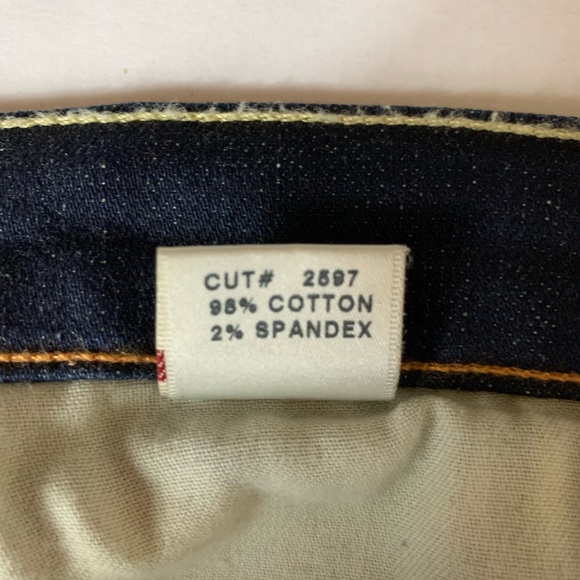 CUT# 2597
98% COTTON
2% SPANDEX